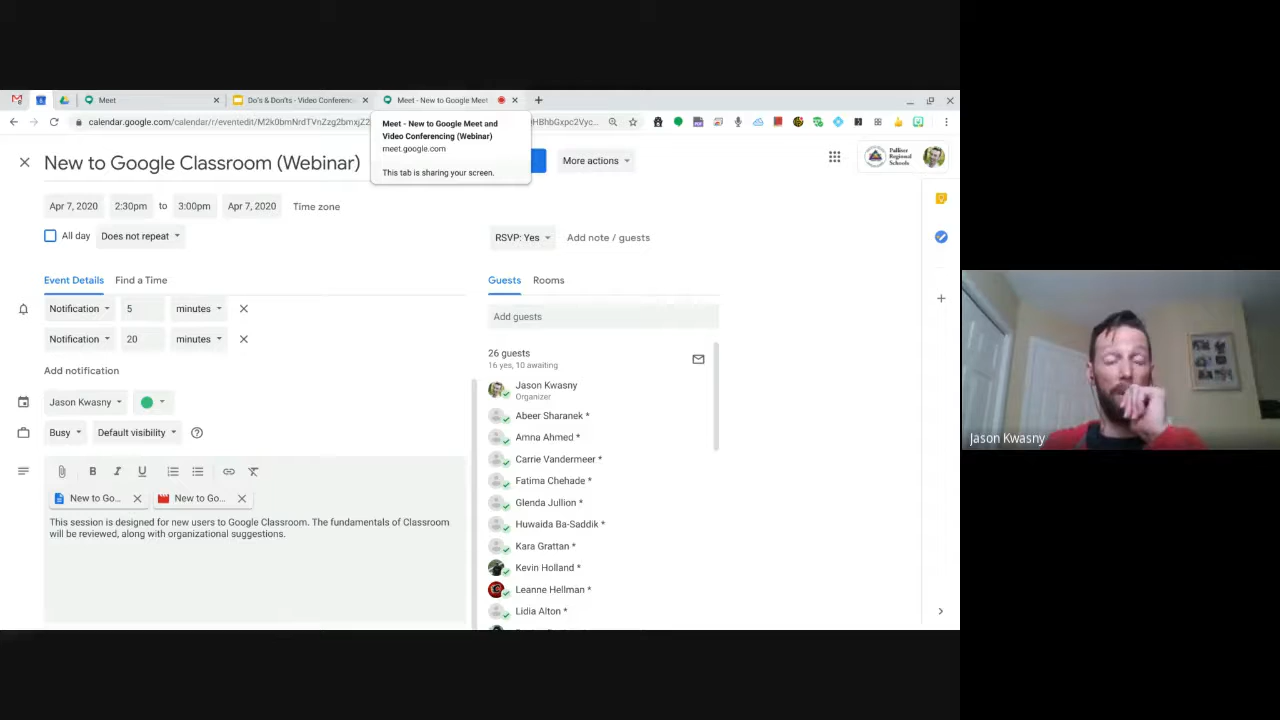 Meet
Do's & Don'ts - Video Conferenc
Meet - New to Google Meet
calendar.google.com/calendar/r/eventedit/
Meet - New to Google Meet and
Video Conferencing (Webinar)
meet.google.com
This tab is sharing your screen.
New to Google Classroom (Webinar)
More actions
Palliser
Regional
Schools
Apr 7, 2020 2:30pm to 3:00pm Apr 7, 2020 Time zone
All day Does not repeat
RSVP: Yes Add note / guests
Event Details Find a Time
Guests Rooms
Notification 5 minutes
Add guests
Notification 20 minutes
26 guests
16 yes, 10 awaiting
Add notification
Jason Kwasny
Organizer
Jason Kwasny
Abeer Sharanek *
Busy Default visibility
Amna Ahmed *
Carrie Vandermeer *
B I U
Fatima Chehade *
New to Go... New to Go...
Glenda Jullion *
This session is designed for new users to Google Classroom. The fundamentals of Classroom
will be reviewed, along with organizational suggestions.
Huwaida Ba-Saddik *
Kara Grattan *
Kevin Holland *
Leanne Hellman *
Lidia Alton *
Jason Kwasny